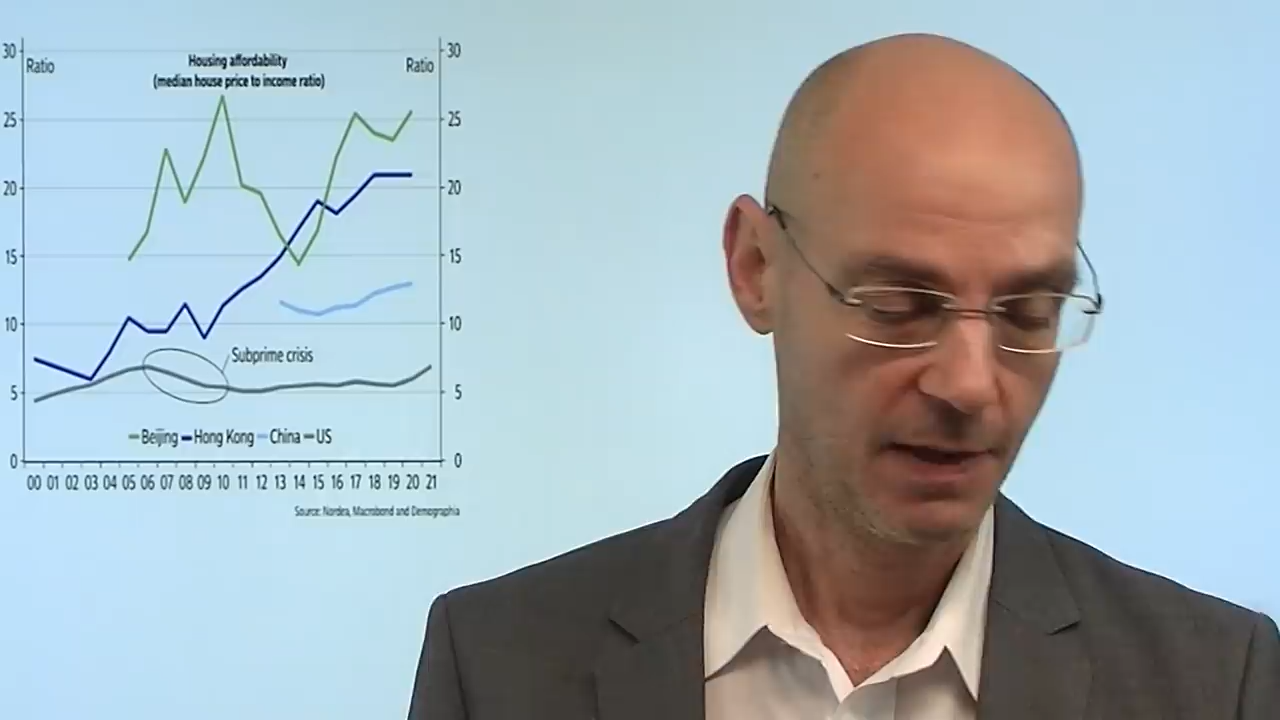 Housing affordability
(median house price to income ratio)
Ratio
Ratio
30
25
20
15
10
5
0
30
25
20
15
10
5
0
Subprime crisis
Beijing Hong Kong China US
00 01 02 03 04 05 06 07 08 09 10 11 12 13 14 15 16 17 18 19 20 21
Source: Nordea, Macrobond and Demographia